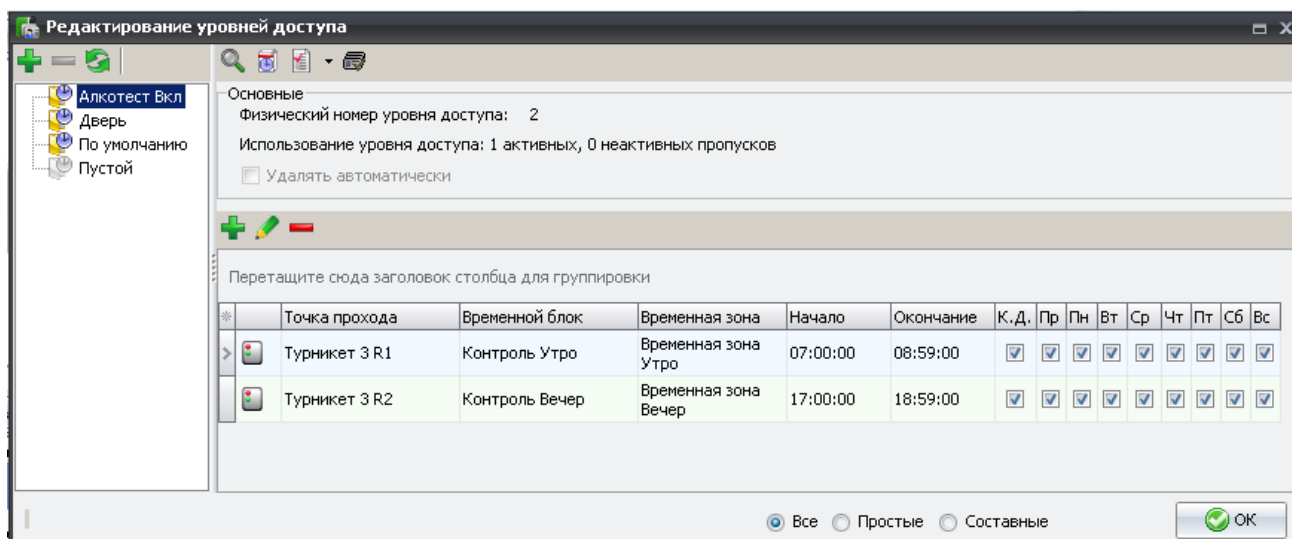 Редактирование уровней доступа
Алкотест Вкл
Дверь
По умолчанию
Пустой
Основные
Физический номер уровня доступа: 2
Использование уровня доступа: 1 активных, 0 неактивных пропусков
Удалять автоматически
Перетащите сюда заголовок столбца для группировки
Точка прохода Временной блок Временная зона Начало Окончание К.Д. Пр Пн Вт Ср Чт Пт Сб Вс
Турникет 3 R1 Контроль Утро Временная зона Утро 07:00:00 08:59:00
Турникет 3 R2 Контроль Вечер Временная зона Вечер 17:00:00 18:59:00
Все Простые Составные OK